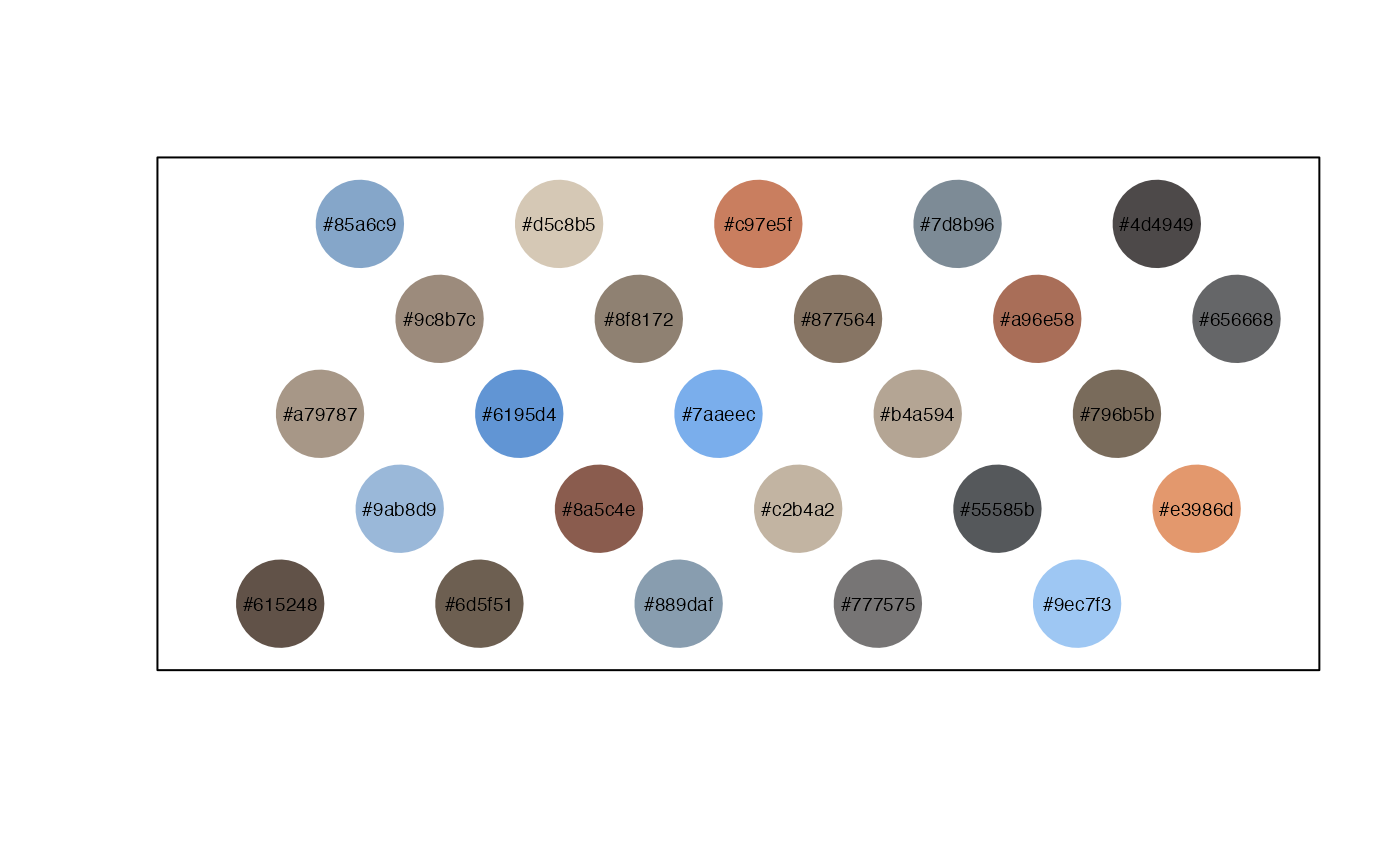 #85a6c9 #d5c8b5 #c97e5f #7d8b96 #4d4949
#9c8b7c #8f8172 #877564 #a96e58 #656668
#a79787 #6195d4 #7aaeec #b4a594 #796b5b
#9ab8d9 #8a5c4e #c2b4a2 #55585b #e3986d
#615248 #6d5f51 #889daf #777575 #9ec7f3